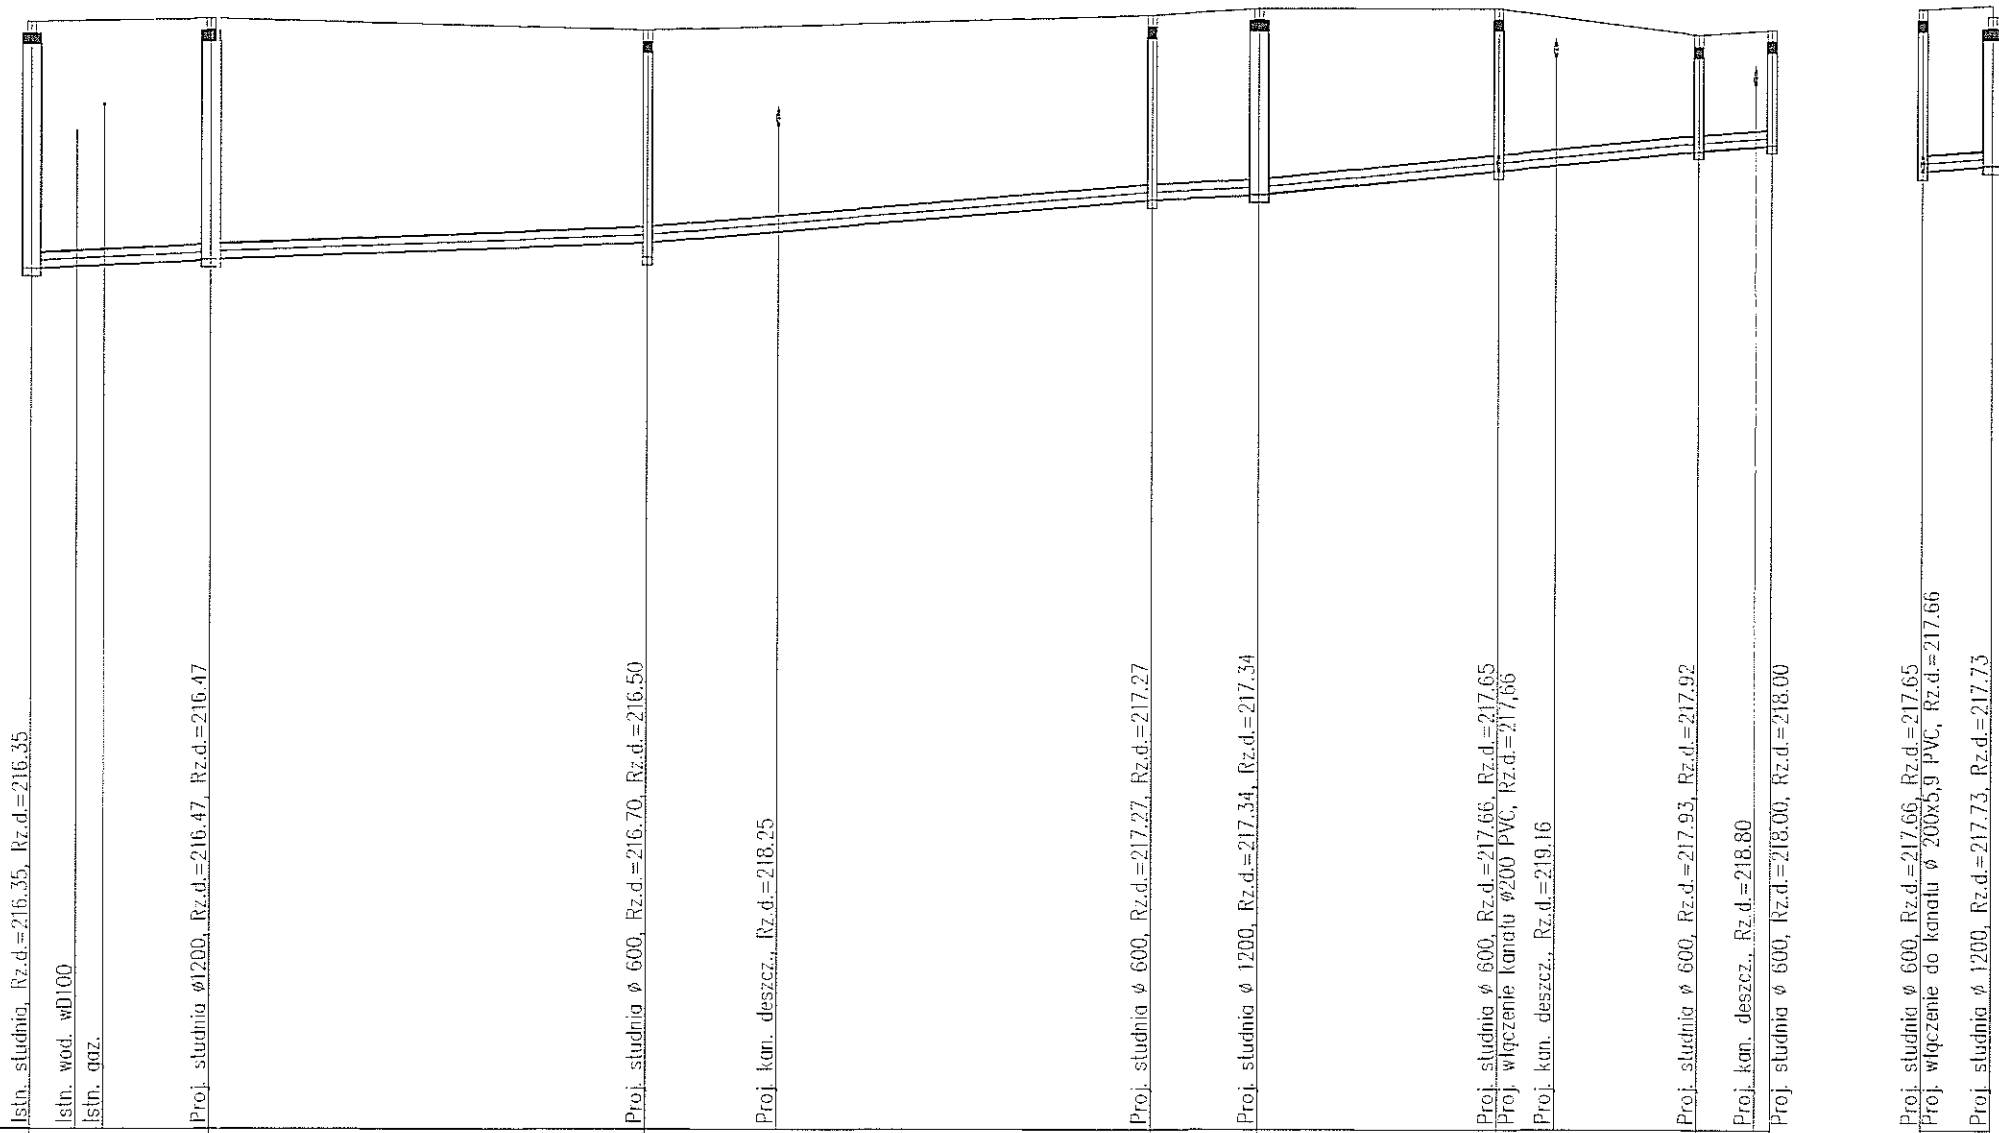 Istn. studnia, Rz.d.=216.35, Rz.d.=216.35
Istn. wod. wD100
Istn. gaz.
Proj. studnia ø1200, Rz.d.=216.47, Rz.d.=216.47
Proj. studnia ø 600, Rz.d.=216.70, Rz.d.=216.50
Proj. kan. deszcz., Rz.d.=218.25
Proj. studnia ø 600, Rz.d.=217.27, Rz.d.=217.27
Proj. studnia ø 1200, Rz.d.=217.34, Rz.d.=217.34
Proj. studnia ø 600, Rz.d.=217.66, Rz.d.=217.65
Proj. włączenie kanału ø200 PVC, Rz.d.=217,66
Proj. kan. deszcz., Rz.d.=219.16
Proj. studnia ø 600, Rz.d.=217.93, Rz.d.=217.92
Proj. kan. deszcz., Rz.d.=218.80
Proj. studnia ø 600, Rz.d.=218.00, Rz.d.=218.00
Proj. studnia ø 600, Rz.d.=217.66, Rz.d.=217.65
Proj. włączenie do kanału ø 200x5,9 PVC, Rz.d.=217.66
Proj. studnia ø 1200, Rz.d.=217.73, Rz.d.=217.73